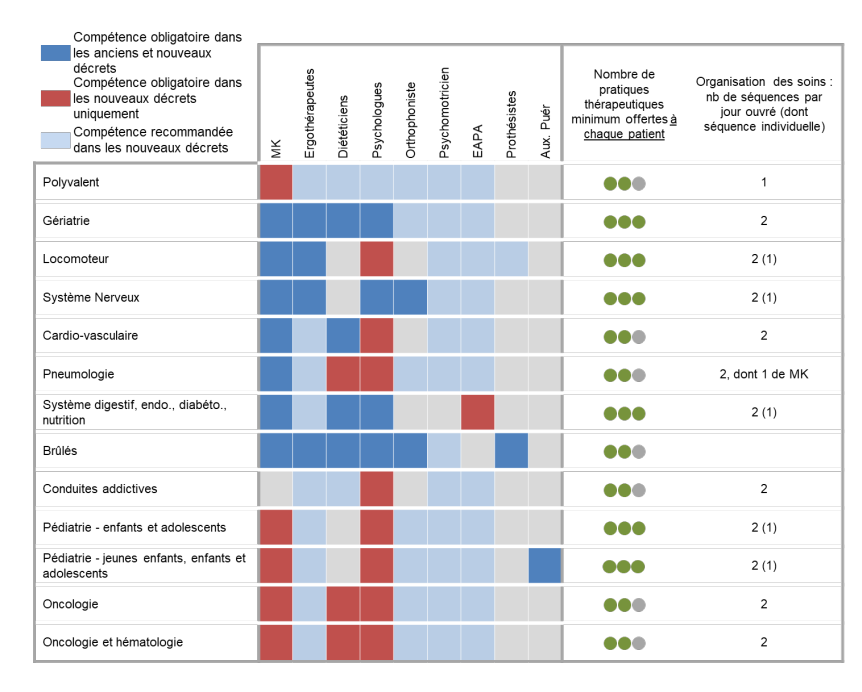 Compétence obligatoire dans
les anciens et nouveaux
décrets
Compétence obligatoire dans
les nouveaux décrets
uniquement
Compétence recommandée
dans les nouveaux décrets
MK
Ergothérapeutes
Diététiciens
Psychologues
Orthophoniste
Psychomotricien
EAPA
Prothésistes
Aux. Puér
Nombre de
pratiques
thérapeutiques
minimum offertes à
chaque patient
Organisation des soins :
nb de séquences par
jour ouvré (dont
séquence individuelle)
Polyvalent
1
Gériatrie
2
Locomoteur
2 (1)
Système Nerveux
2 (1)
Cardio-vasculaire
2
Pneumologie
2, dont 1 de MK
Système digestif, endo., diabéto.,
nutrition
2 (1)
Brûlés
Conduites addictives
2
Pédiatrie - enfants et adolescents
2 (1)
Pédiatrie - jeunes enfants, enfants et
adolescents
2 (1)
Oncologie
2
Oncologie et hématologie
2